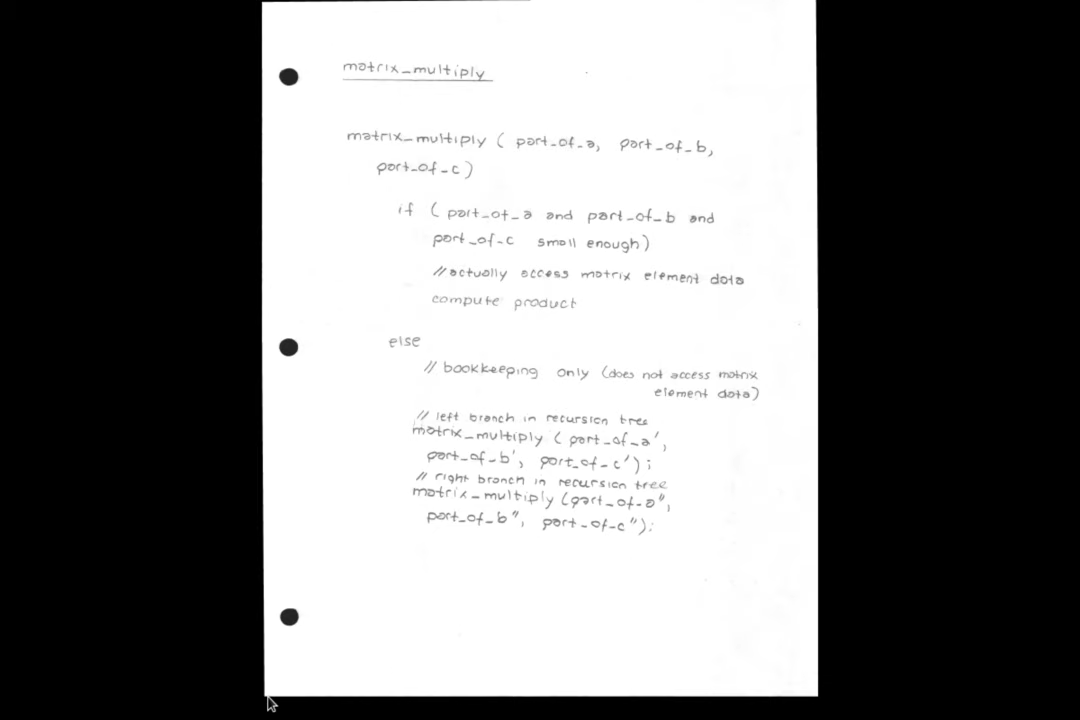 matrix_multiply
matrix_multiply ( part_of_a, part_of_b,
part_of_c)
if ( part_of_a and part_of_b and
part_of_c small enough)
//actually access matrix element data
compute product
else
// bookkeeping only (does not access matrix
element data)
// left branch in recursion tree
matrix_multiply ( part_of_a',
part_of_b', part_of_c');
// right branch in recursion tree
matrix_multiply (part_of_a",
part_of_b", part_of_c");